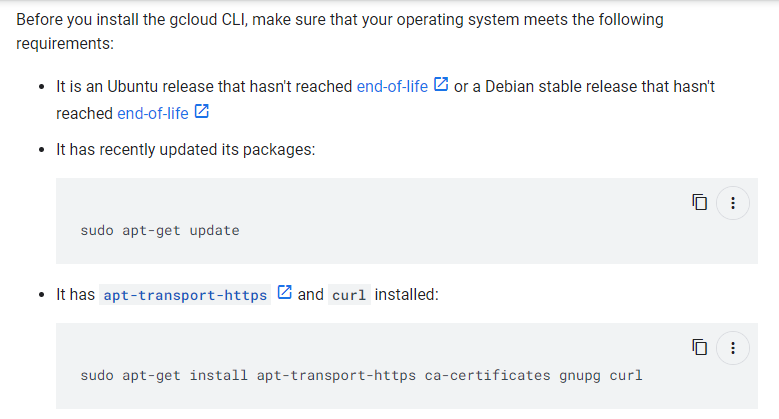 Before you install the gcloud CLI, make sure that your operating system meets the following
requirements:
• It is an Ubuntu release that hasn't reached end-of-life or a Debian stable release that hasn't
reached end-of-life
• It has recently updated its packages:
sudo apt-get update
• It has apt-transport-https and curl installed:
sudo apt-get install apt-transport-https ca-certificates gnupg curl